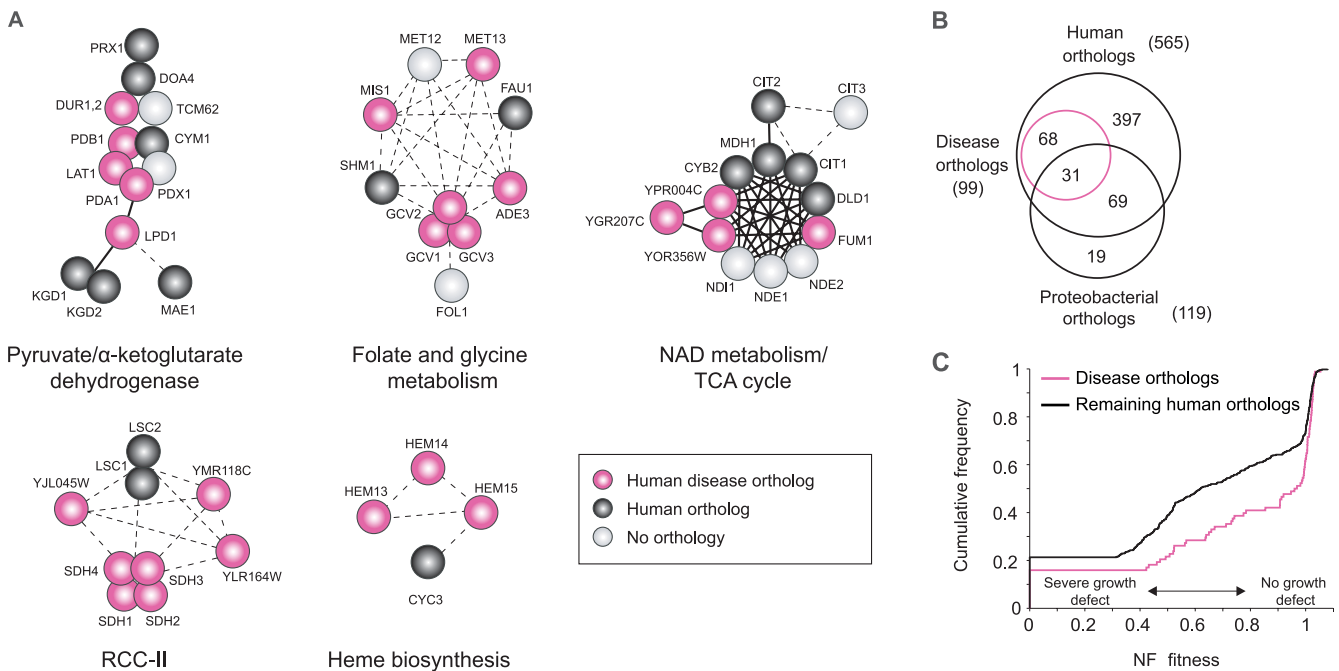 A
PRX1
DOA4
DUR1,2
TCM62
PDB1
CYM1
LAT1
PDA1
PDX1
LPD1
KGD1
KGD2
MAE1
Pyruvate/α-ketoglutarate
dehydrogenase
MET12
MET13
MIS1
FAU1
SHM1
GCV2
ADE3
GCV1
GCV3
FOL1
Folate and glycine
metabolism
CIT2
CIT3
MDH1
CYB2
CIT1
YPR004C
DLD1
YGR207C
YOR356W
FUM1
NDI1
NDE1
NDE2
NAD metabolism/
TCA cycle
LSC2
LSC1
YJL045W
YMR118C
SDH4
SDH3
YLR164W
SDH1
SDH2
RCC-II
HEM14
HEM13
HEM15
CYC3
Heme biosynthesis
Human disease ortholog
Human ortholog
No orthology
B
Human
orthologs
(565)
397
68
Disease
orthologs
(99)
31
69
19
Proteobacterial
orthologs
(119)
C
Disease orthologs
Remaining human orthologs
Cumulative frequency
1
0.8
0.6
0.4
0.2
0
Severe growth
defect
No growth
defect
0 0.2 0.4 0.6 0.8 1
NF fitness